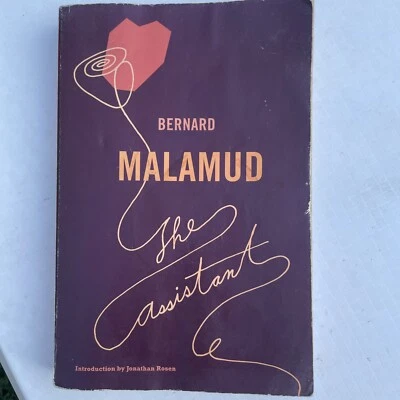 BERNARD
MALAMUD
The
assistant
Introduction by Jonathan Rosen